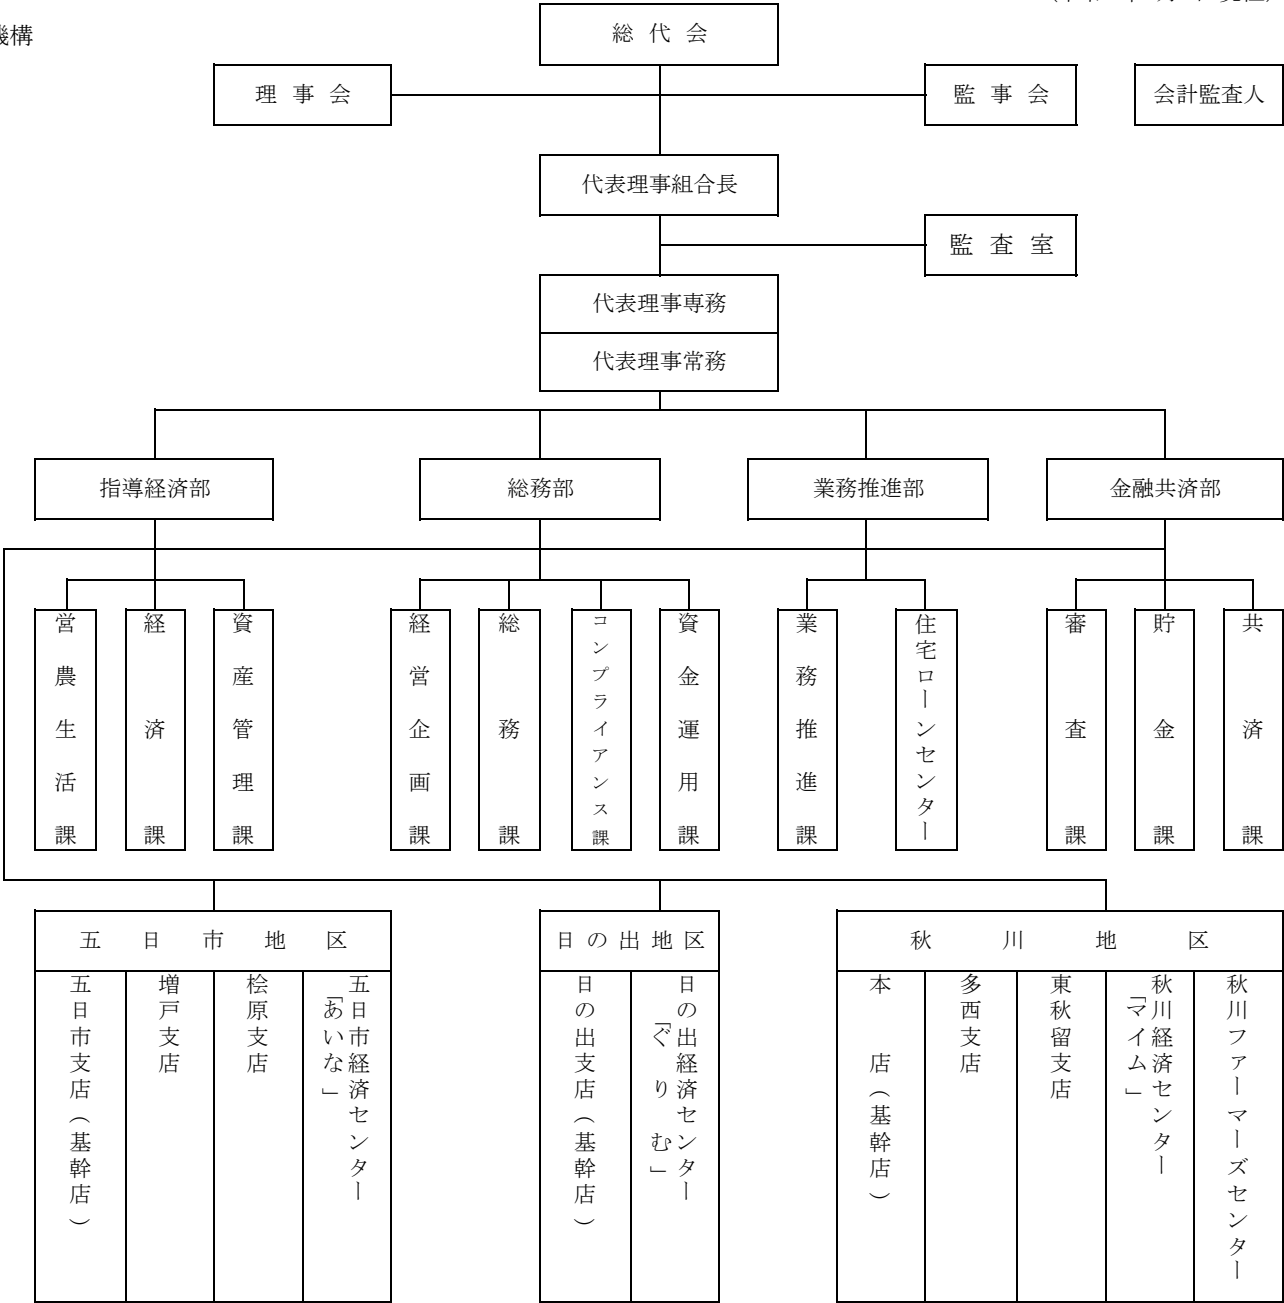 機構
総代会
理事会
監事会
会計監査人
代表理事組合長
監査室
代表理事専務
代表理事常務
指導経済部
総務部
業務推進部
金融共済部
営農生活課
経済課
資産管理課
経営企画課
総務課
コンプライアンス課
資金運用課
業務推進課
住宅ローンセンター
審査課
貯金課
共済課
五日市地区
日の出地区
秋川地区
五日市支店(基幹店)
増戸支店
桧原支店
五日市経済センター
「あいな」
日の出支店(基幹店)
日の出経済センター
「ぐりむ」
本店(基幹店)
多西支店
東秋留支店
秋川経済センター
「マイム」
秋川ファーマーズセンター